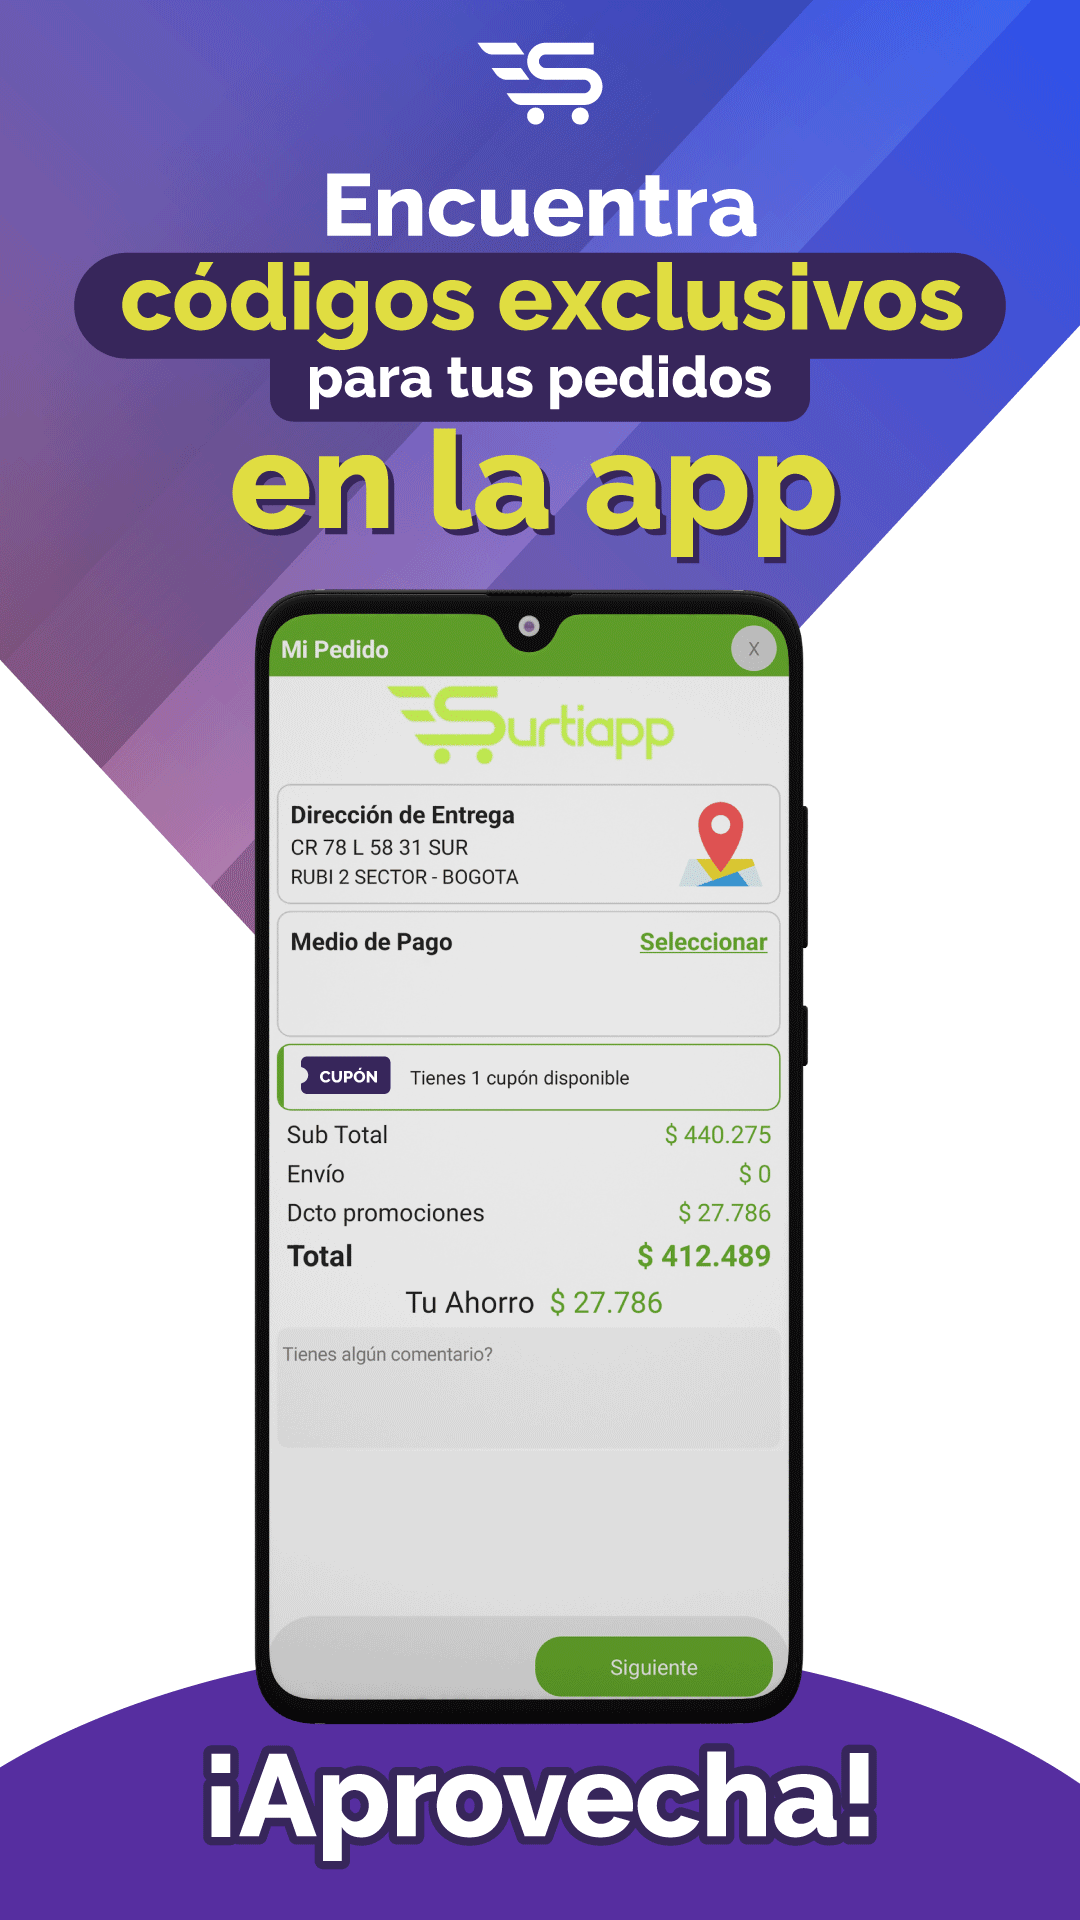 Encuentra
códigos exclusivos
para tus pedidos
en la app
Mi Pedido X
Surtiapp
Dirección de Entrega
CR 78 L 58 31 SUR
RUBI 2 SECTOR - BOGOTA
Medio de Pago Seleccionar
CUPÓN Tienes 1 cupón disponible
Sub Total $ 440.275
Envío $ 0
Dcto promociones $ 27.786
Total $ 412.489
Tu Ahorro $ 27.786
Tienes algún comentario?
Siguiente
¡Aprovecha!